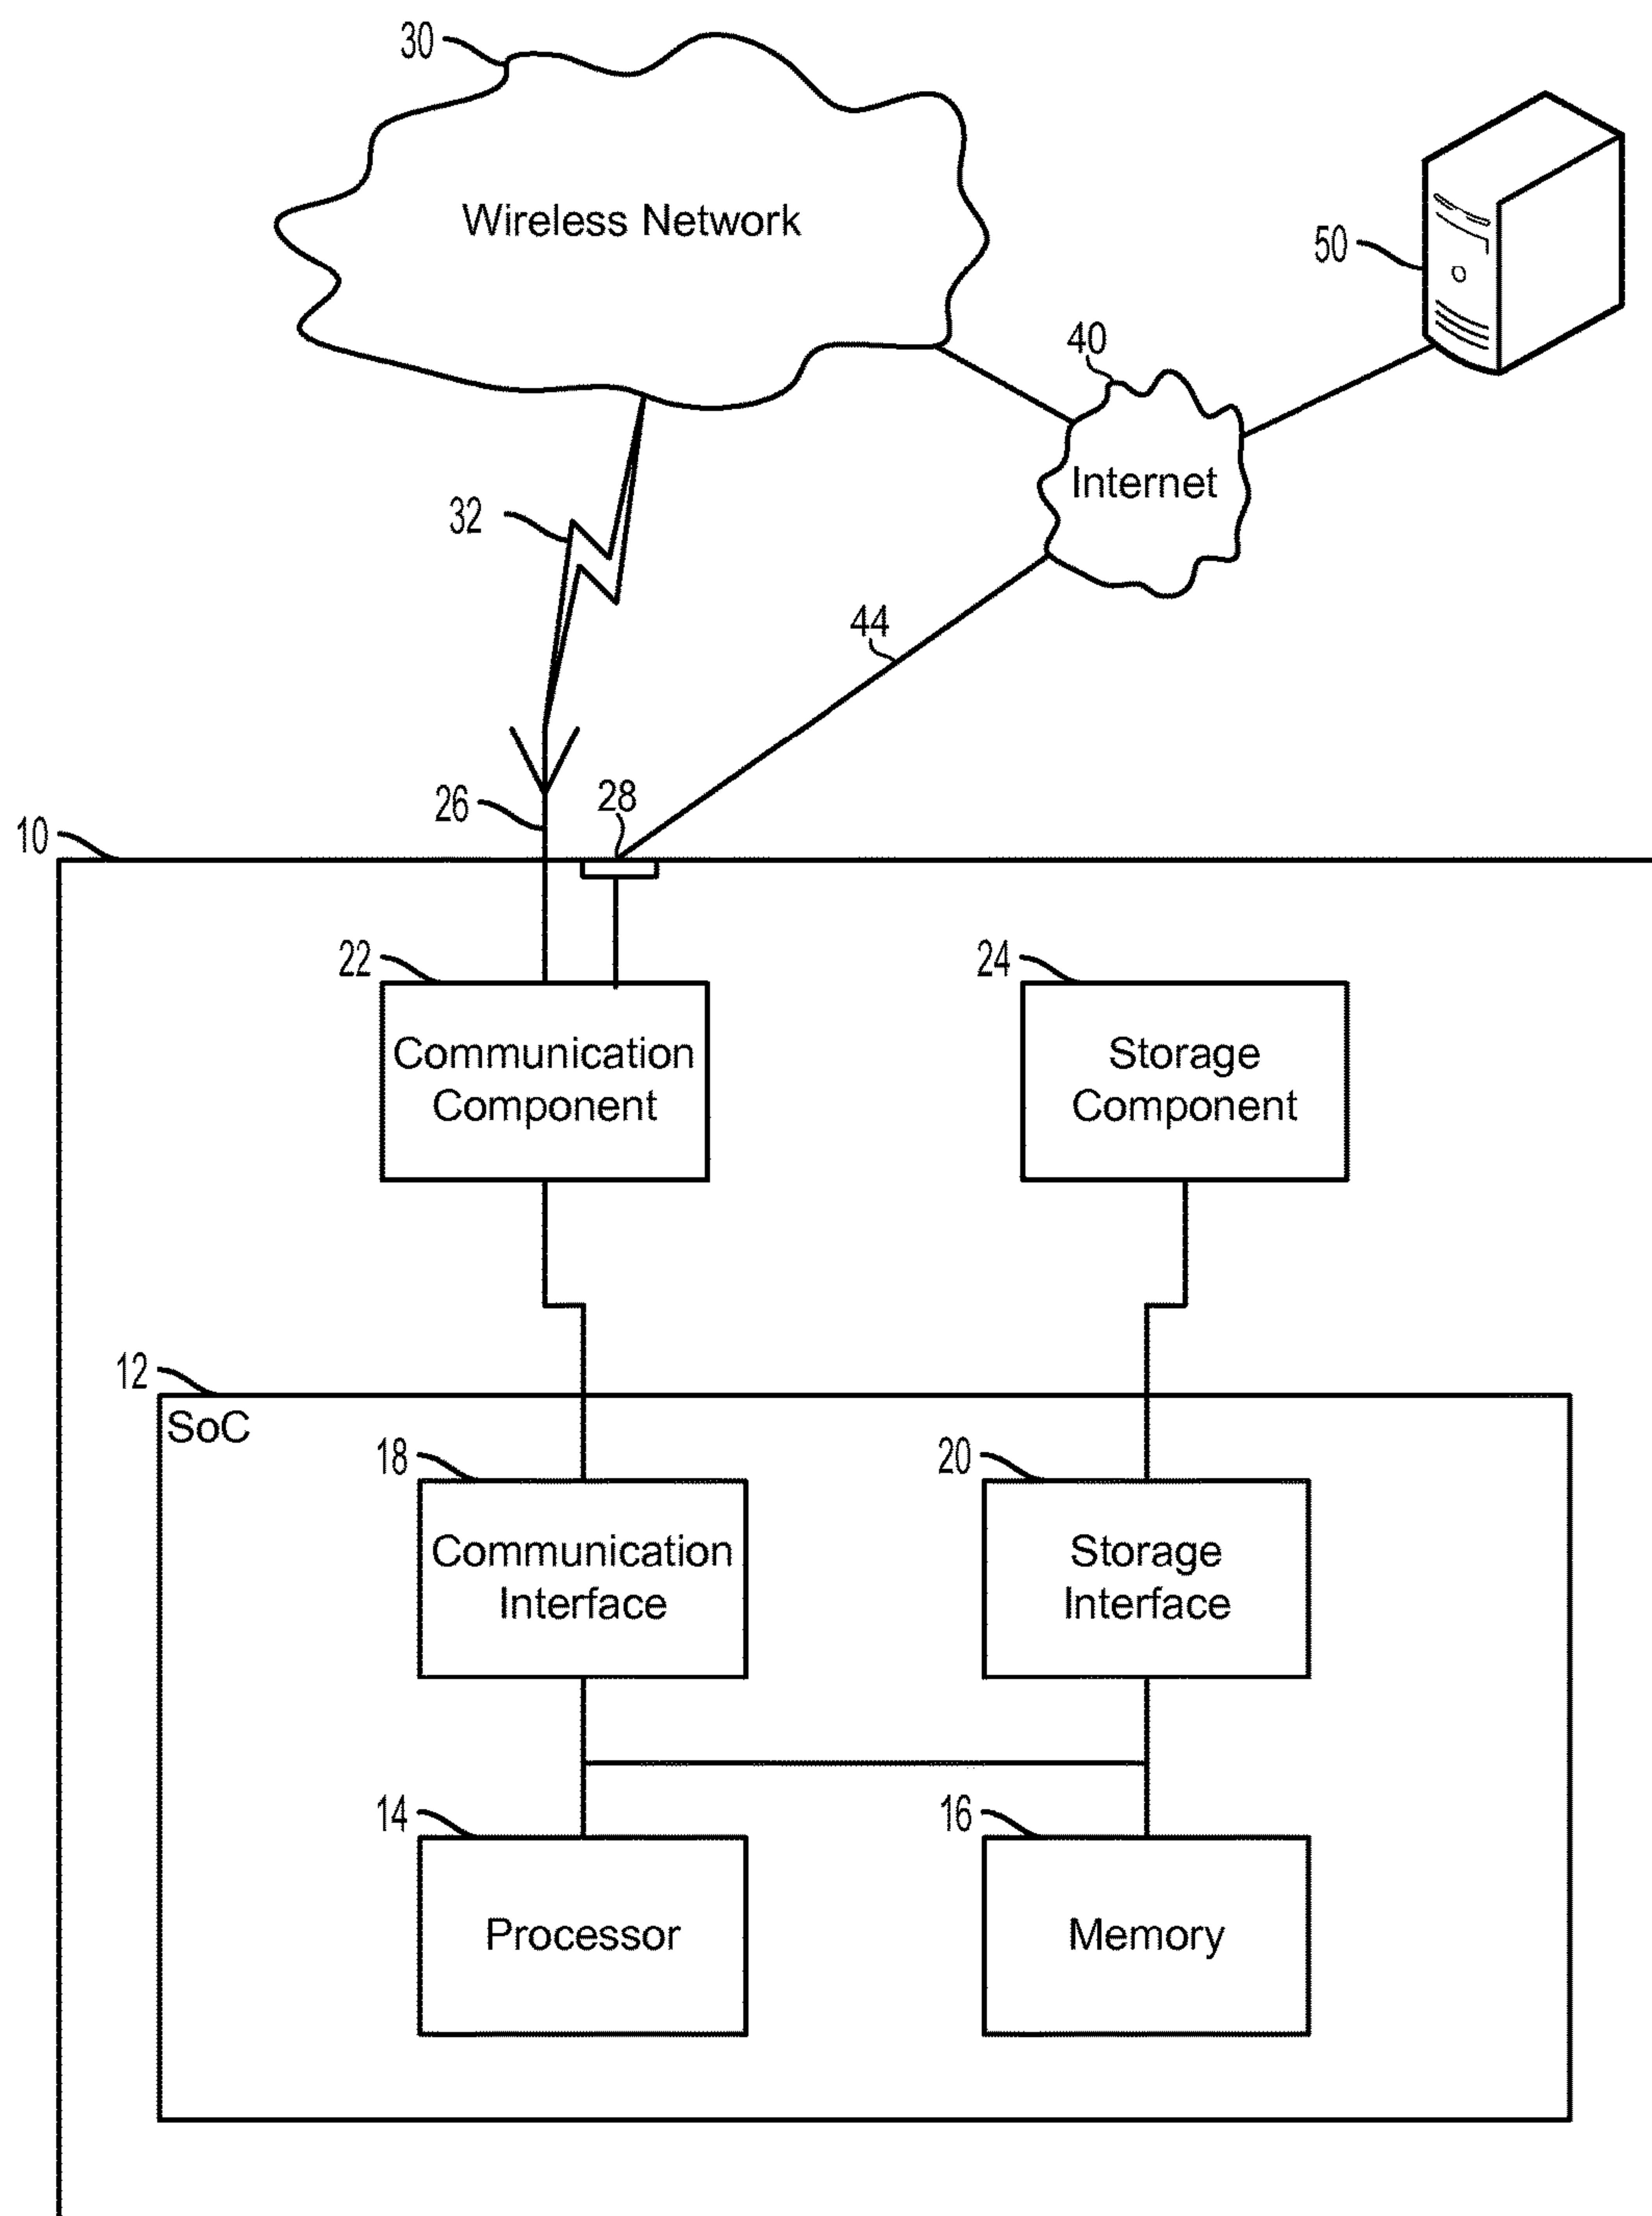 30
Wireless Network
50
40
Internet
32
44
26
28
10
22
24
Communication
Component
Storage
Component
12
SoC
18
20
Communication
Interface
Storage
Interface
14
16
Processor
Memory